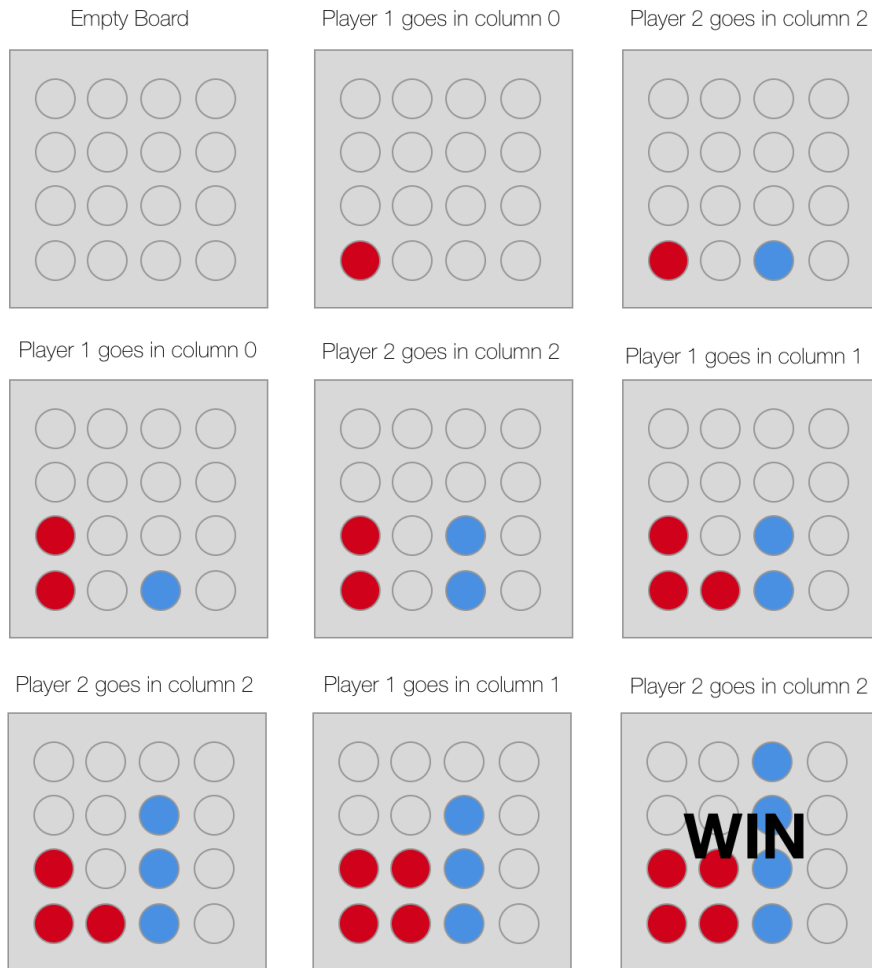 Empty Board
Player 1 goes in column 0
Player 2 goes in column 2
Player 1 goes in column 0
Player 2 goes in column 2
Player 1 goes in column 1
Player 2 goes in column 2
Player 1 goes in column 1
Player 2 goes in column 2
WIN